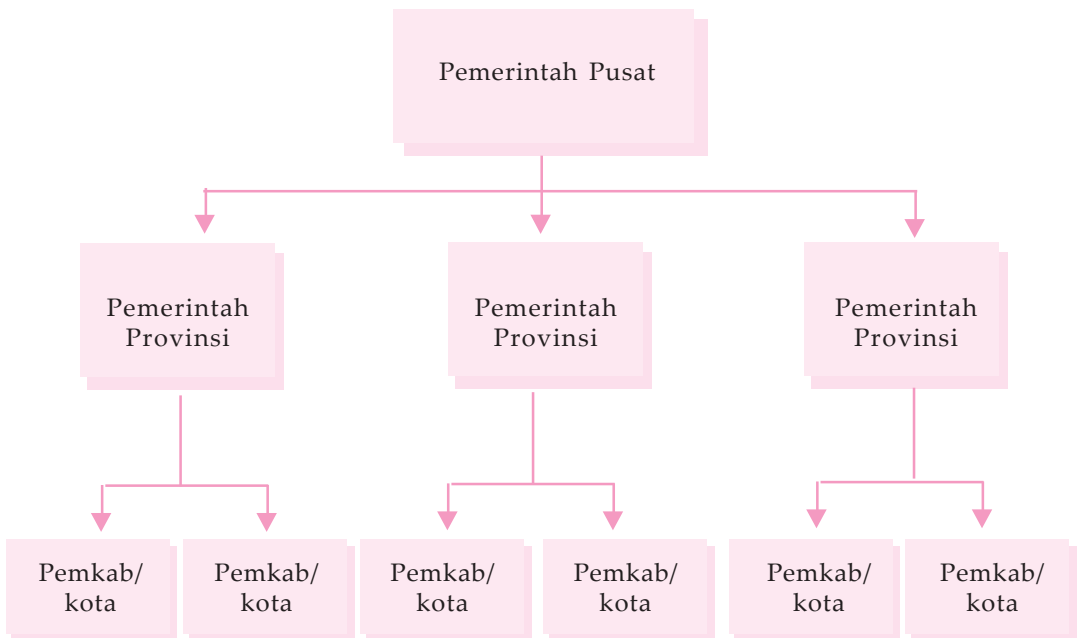 Pemerintah Pusat
Pemerintah
Provinsi
Pemerintah
Provinsi
Pemerintah
Provinsi
Pemkab/
kota
Pemkab/
kota
Pemkab/
kota
Pemkab/
kota
Pemkab/
kota
Pemkab/
kota